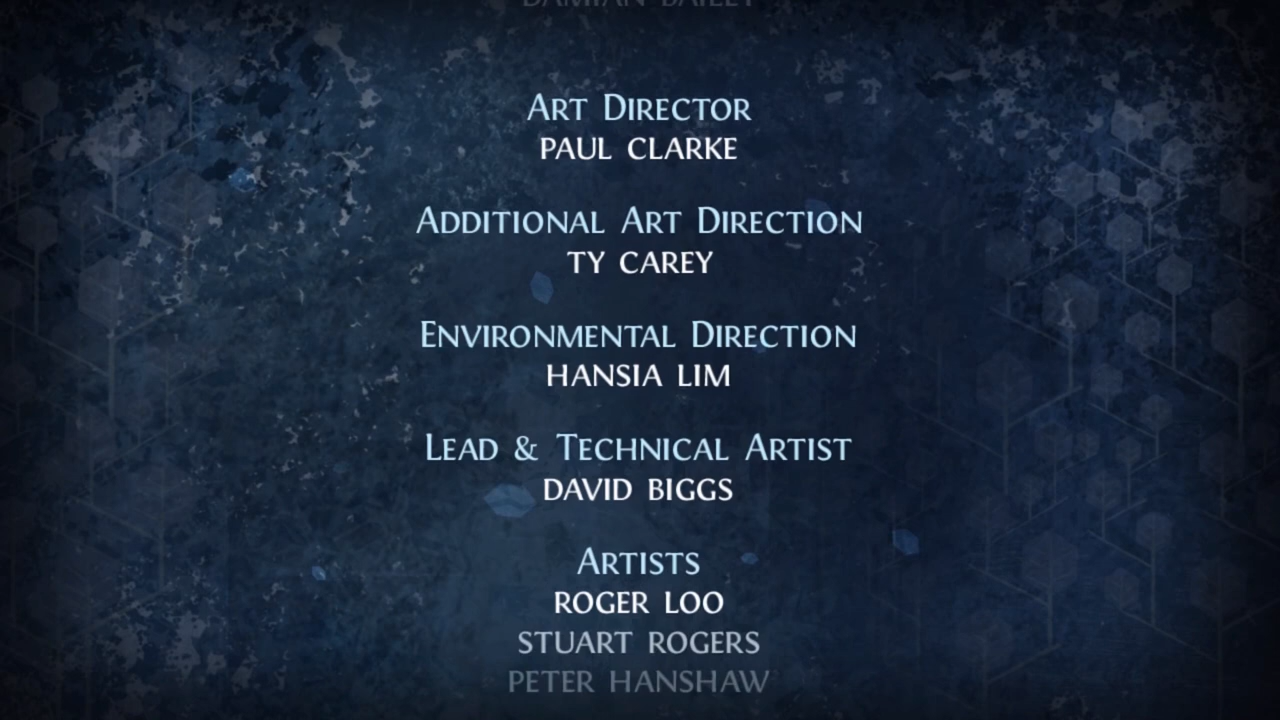 ART DIRECTOR
PAUL CLARKE
ADDITIONAL ART DIRECTION
TY CAREY
ENVIRONMENTAL DIRECTION
HANSIA LIM
LEAD & TECHNICAL ARTIST
DAVID BIGGS
ARTISTS
ROGER LOO
STUART ROGERS
PETER HANSHAW